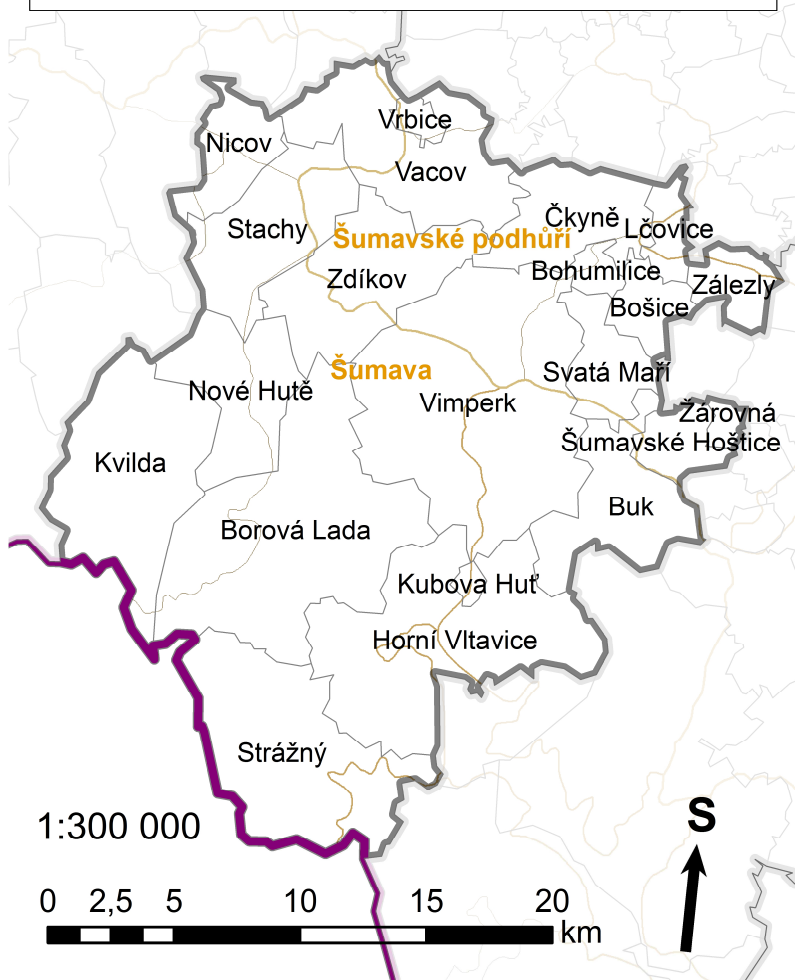 Vrbice
Nicov
Vacov
Čkyně
Lčovice
Stachy
Šumavské podhůří
Bohumilice
Zdíkov
Zálezly
Bošice
Šumava
Svatá Maří
Nové Hutě
Vimperk
Žárovná
Šumavské Hoštice
Kvilda
Buk
Borová Lada
Kubova Huť
Horní Vltavice
Strážný
1:300 000
S
0 2,5 5 10 15 20
km